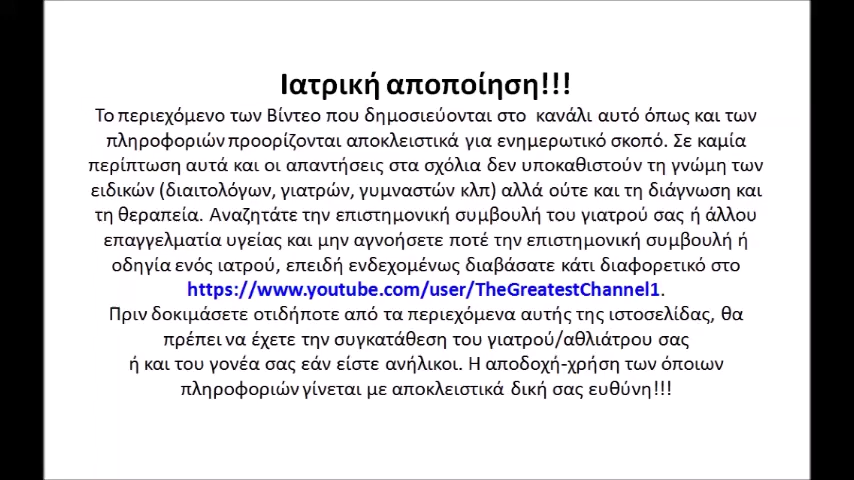 Ιατρική αποποίηση!!!
Το περιεχόμενο των Βίντεο που δημοσιεύονται στο κανάλι αυτό όπως και των
πληροφοριών προορίζονται αποκλειστικά για ενημερωτικό σκοπό. Σε καμία
περίπτωση αυτά και οι απαντήσεις στα σχόλια δεν υποκαθιστούν τη γνώμη των
ειδικών (διαιτολόγων, γιατρών, γυμναστών κλπ) αλλά ούτε και τη διάγνωση και
τη θεραπεία. Αναζητάτε την επιστημονική συμβουλή του γιατρού σας ή άλλου
επαγγελματία υγείας και μην αγνοήσετε ποτέ την επιστημονική συμβουλή ή
οδηγία ενός ιατρού, επειδή ενδεχομένως διαβάσατε κάτι διαφορετικό στο
https://www.youtube.com/user/TheGreatestChannel1.
Πριν δοκιμάσετε οτιδήποτε από τα περιεχόμενα αυτής της ιστοσελίδας, θα
πρέπει να έχετε την συγκατάθεση του γιατρού/αθλιάτρου σας
ή και του γονέα σας εάν είστε ανήλικοι. Η αποδοχή-χρήση των όποιων
πληροφοριών γίνεται με αποκλειστικά δική σας ευθύνη!!!